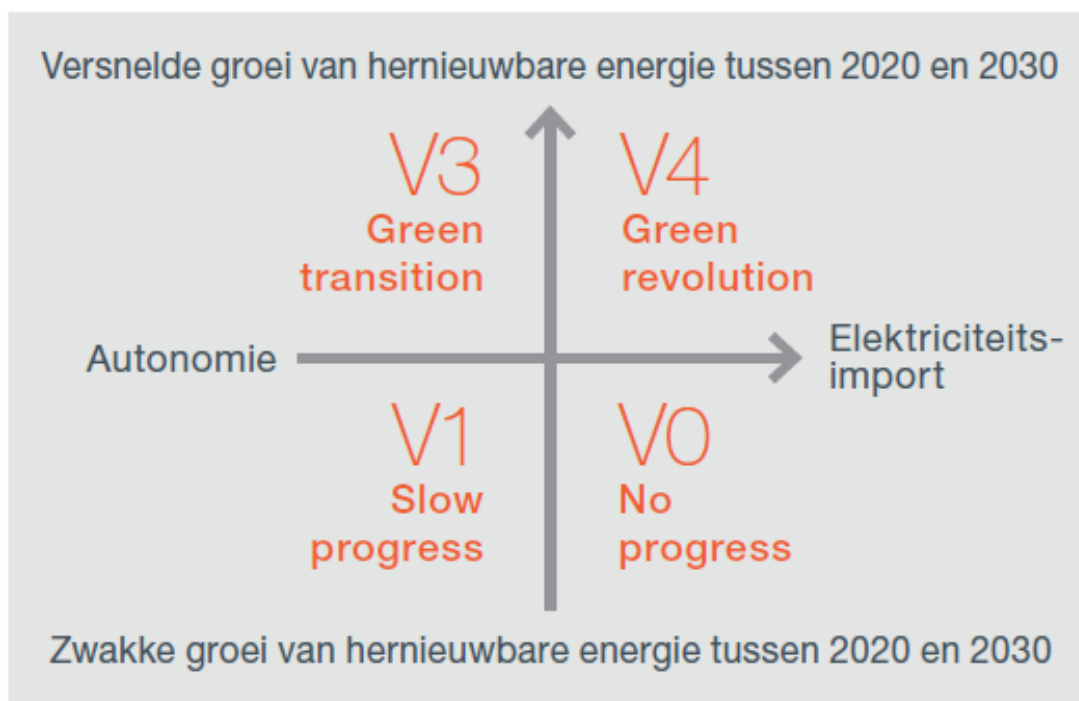 Versnelde groei van hernieuwbare energie tussen 2020 en 2030
V3
Green
transition
V4
Green
revolution
Autonomie
Elektriciteits-
import
V1
Slow
progress
V0
No
progress
Zwakke groei van hernieuwbare energie tussen 2020 en 2030